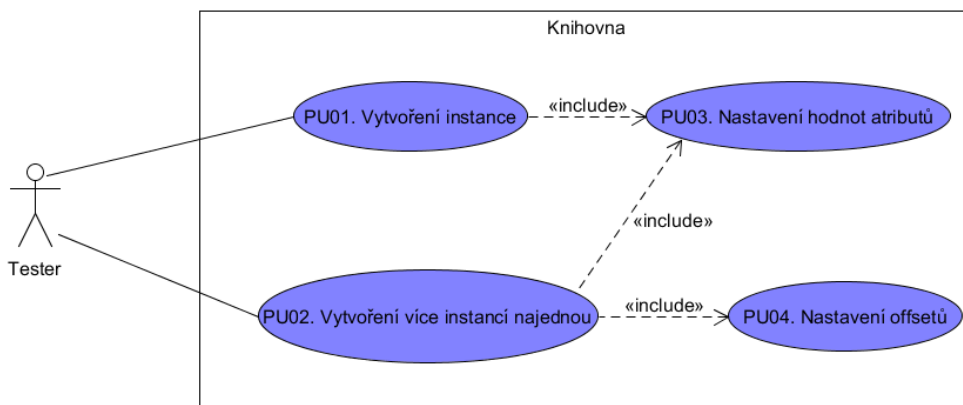 Knihovna
PU01. Vytvoření instance
«include»
PU03. Nastavení hodnot atributů
«include»
Tester
PU02. Vytvoření více instancí najednou
«include»
PU04. Nastavení offsetů